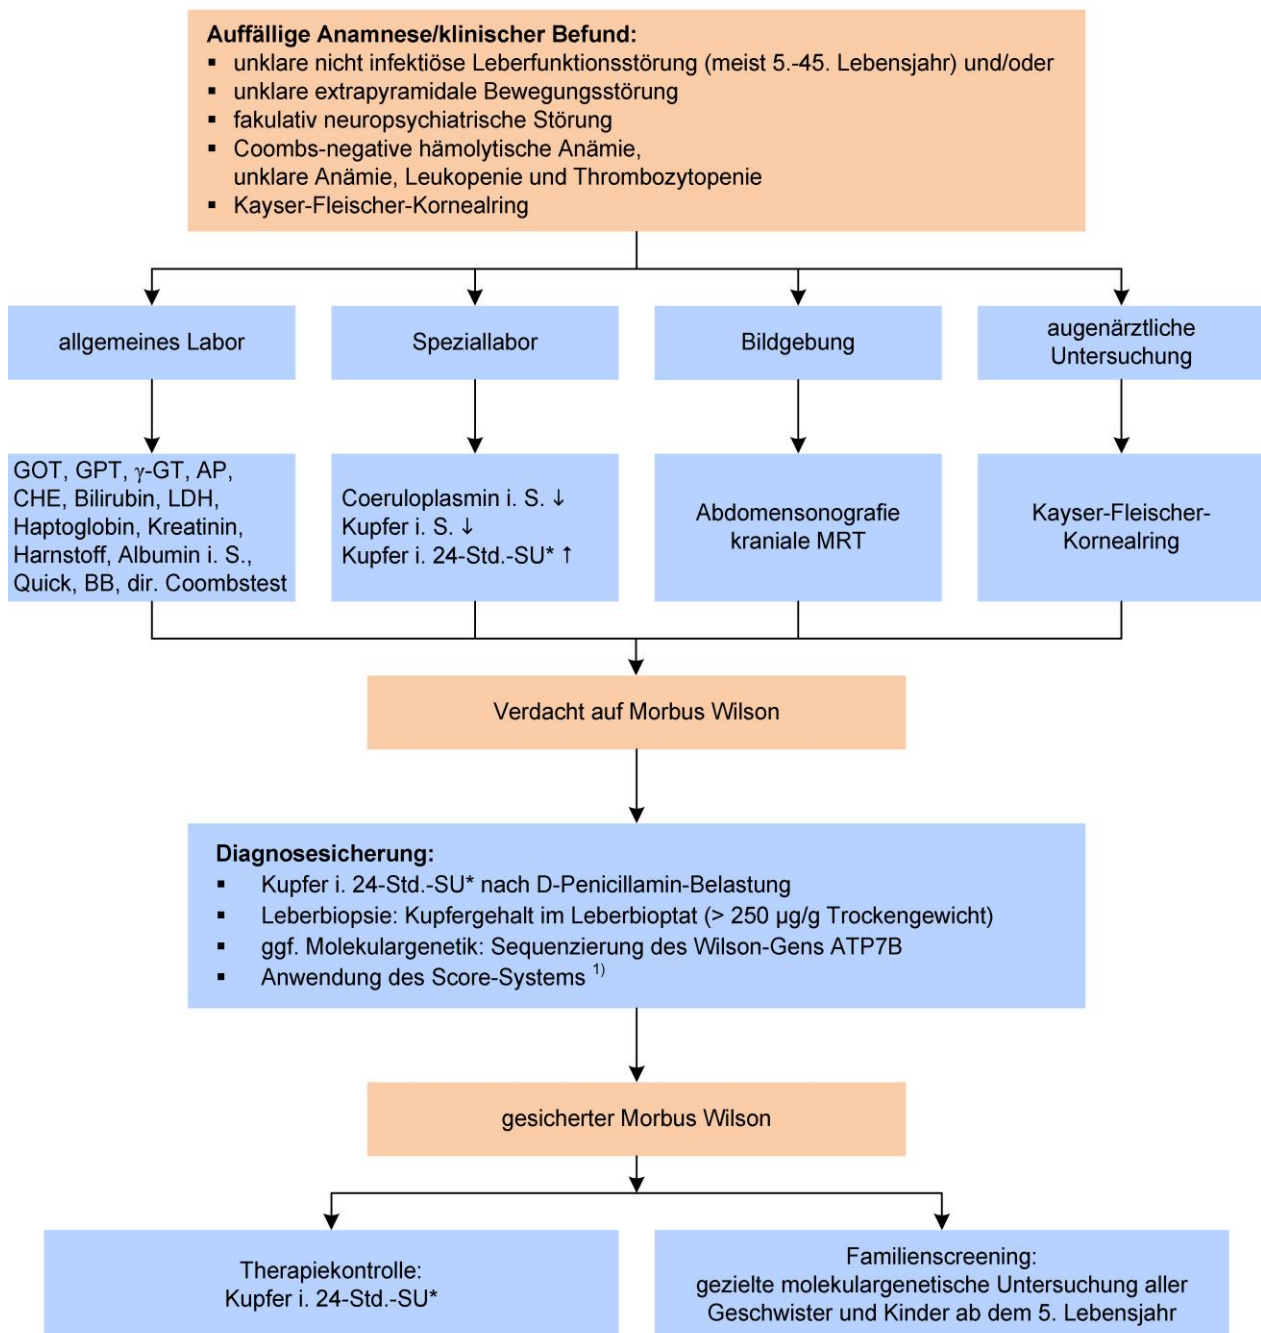 Auffällige Anamnese/klinischer Befund:
▪ unklare nicht infektiöse Leberfunktionsstörung (meist 5.-45. Lebensjahr) und/oder
▪ unklare extrapyramidale Bewegungsstörung
▪ fakulativ neuropsychiatrische Störung
▪ Coombs-negative hämolytische Anämie,
unklare Anämie, Leukopenie und Thrombozytopenie
▪ Kayser-Fleischer-Kornealring
allgemeines Labor
Speziallabor
Bildgebung
augenärztliche
Untersuchung
GOT, GPT, γ-GT, AP,
CHE, Bilirubin, LDH,
Haptoglobin, Kreatinin,
Harnstoff, Albumin i. S.,
Quick, BB, dir. Coombstest
Coeruloplasmin i. S. ↓
Kupfer i. S. ↓
Kupfer i. 24-Std.-SU* ↑
Abdomensonografie
kraniale MRT
Kayser-Fleischer-
Kornealring
Verdacht auf Morbus Wilson
Diagnosesicherung:
▪ Kupfer i. 24-Std.-SU* nach D-Penicillamin-Belastung
▪ Leberbiopsie: Kupfergehalt im Leberbioptat (> 250 µg/g Trockengewicht)
▪ ggf. Molekulargenetik: Sequenzierung des Wilson-Gens ATP7B
▪ Anwendung des Score-Systems 1)
gesicherter Morbus Wilson
Therapiekontrolle:
Kupfer i. 24-Std.-SU*
Familienscreening:
gezielte molekulargenetische Untersuchung aller
Geschwister und Kinder ab dem 5. Lebensjahr